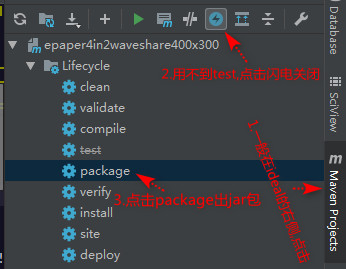 epaper4in2waveshare400x300
Lifecycle
clean
validate
compile
test
package
verify
install
site
deploy
2.用不到test,点击闪电关闭
3.点击package出jar包
1.一般在idea的右侧,点击
Database
SciView
Maven Projects